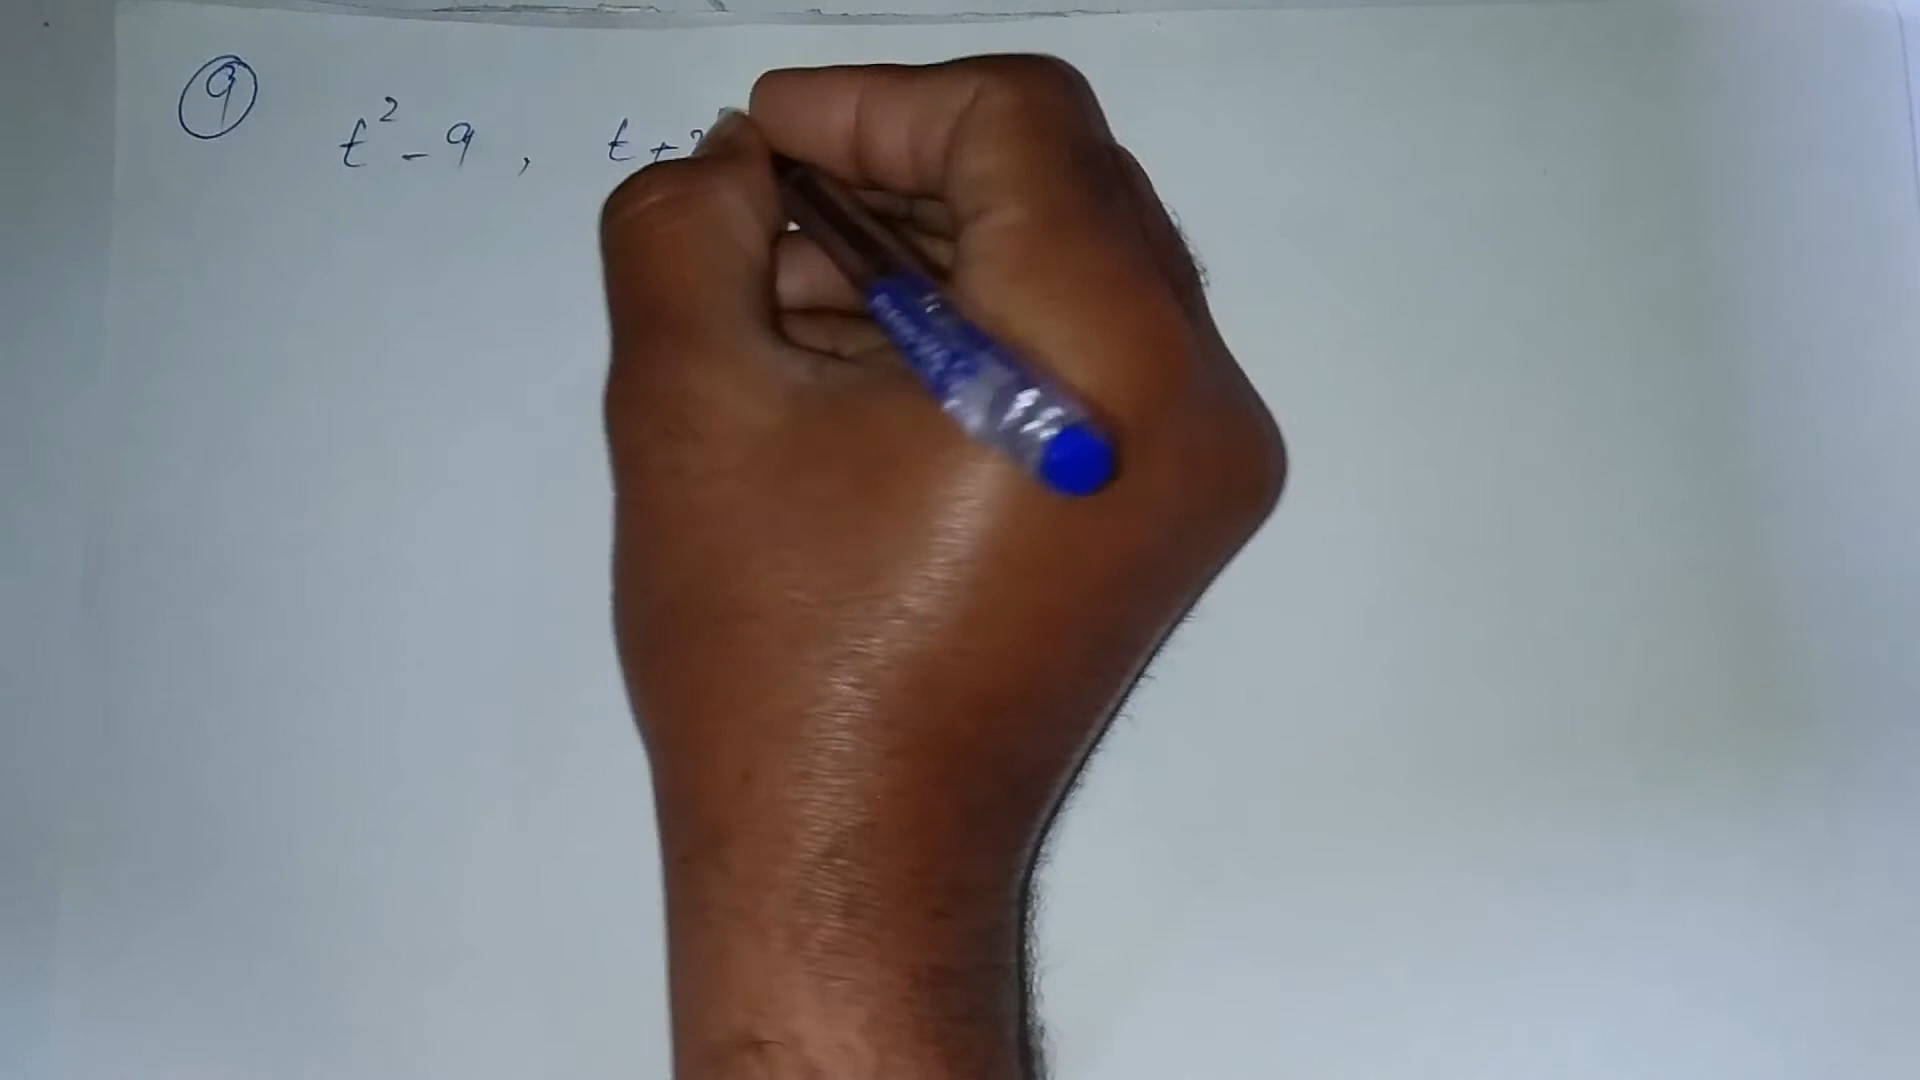 9
t² - 9 , t +